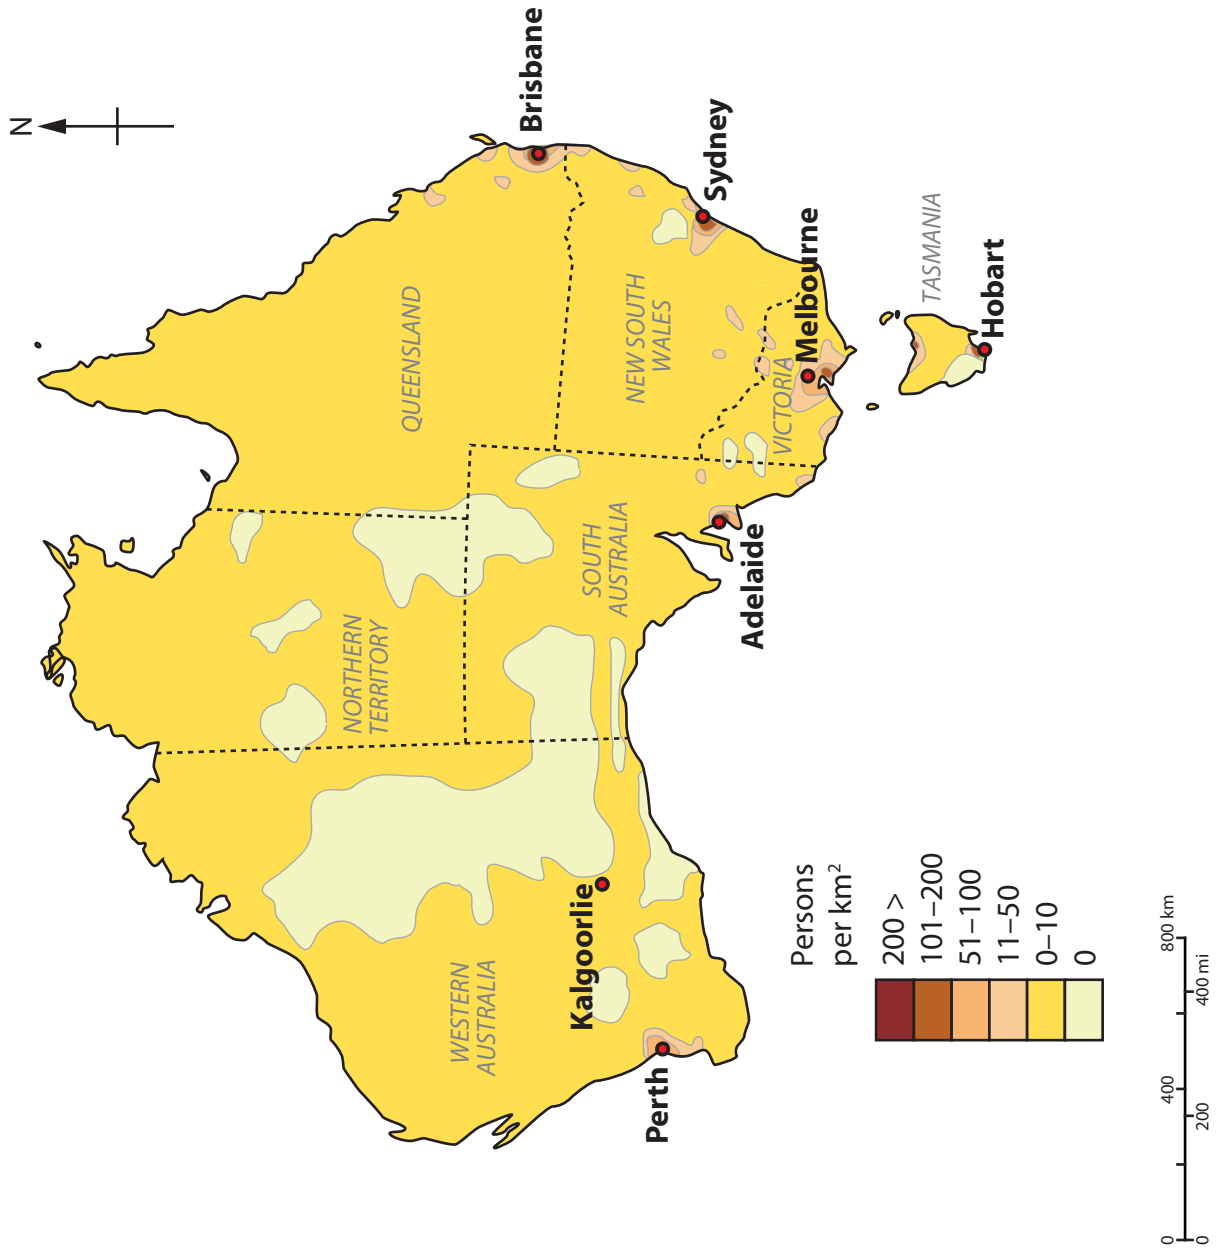 N
Brisbane
QUEENSLAND
Sydney
NEW SOUTH
WALES
Melbourne
VICTORIA
TASMANIA
Hobart
NORTHERN
TERRITORY
SOUTH
AUSTRALIA
Adelaide
WESTERN
AUSTRALIA
Kalgoorlie
Perth
Persons
per km²
200 >
101–200
51–100
11–50
0–10
0
0 400 800 km
0 200 400 mi